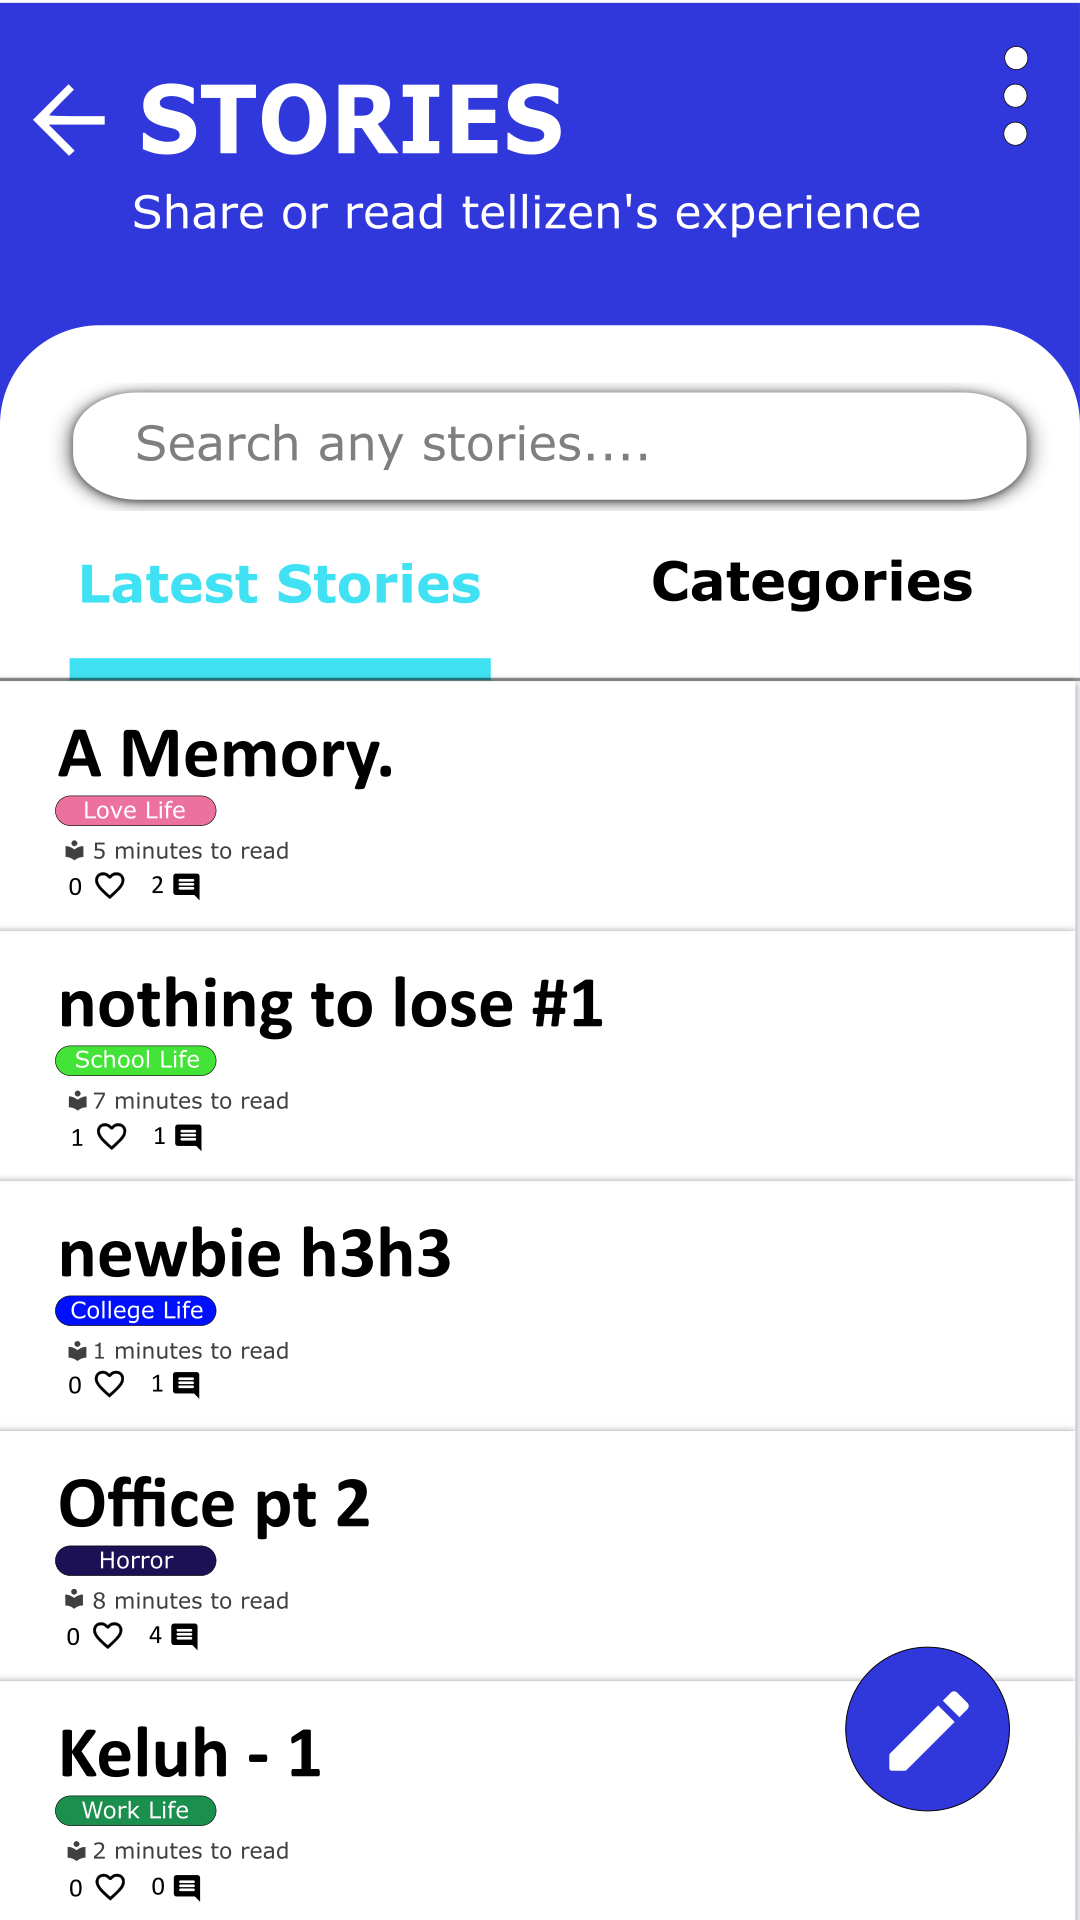 STORIES
Share or read tellizen's experience
Search any stories....
Latest Stories
Categories
A Memory.
Love Life
5 minutes to read
0 2
nothing to lose #1
School Life
7 minutes to read
1 1
newbie h3h3
College Life
1 minutes to read
0 1
Office pt 2
Horror
8 minutes to read
0 4
Keluh - 1
Work Life
2 minutes to read
0 0